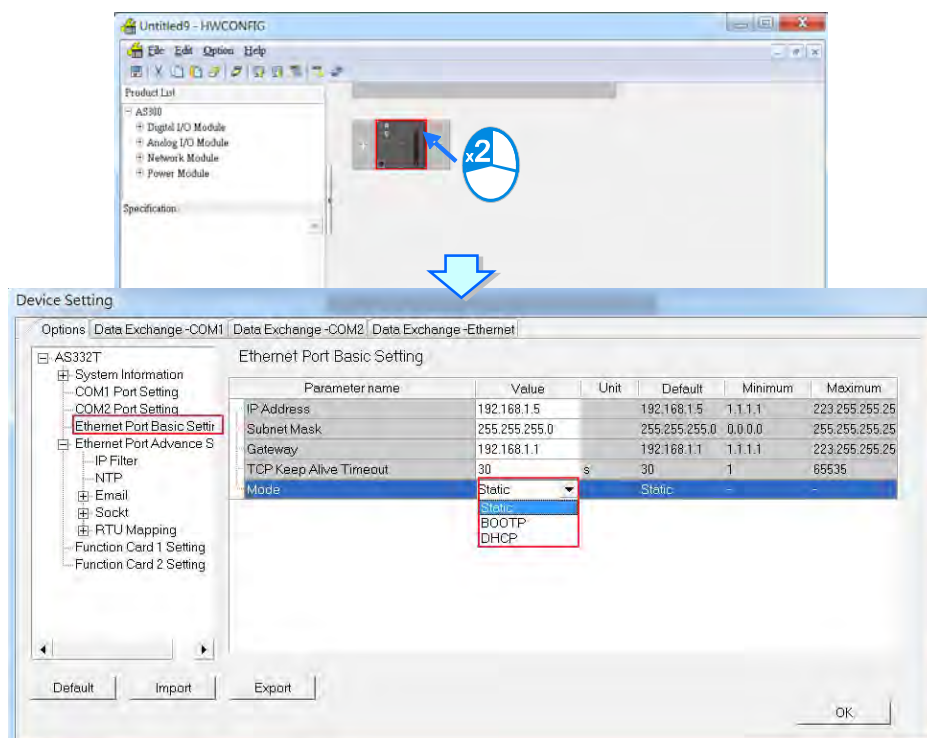 Untitled9 - HWCONFIG
File Edit Option Help
Product List
AS300
Digital I/O Module
Analog I/O Module
Network Module
Power Module
Specification
x2
Device Setting
Options Data Exchange -COM1 Data Exchange -COM2 Data Exchange -Ethernet
AS332T
System Information
COM1 Port Setting
COM2 Port Setting
Ethernet Port Basic Settin
Ethernet Port Advance S
IP Filter
NTP
Email
Sockt
RTU Mapping
Function Card 1 Setting
Function Card 2 Setting
Ethernet Port Basic Setting
Parameter name Value Unit Default Minimum Maximum
IP Address 192.168.1.5 192.168.1.5 1.1.1.1 223.255.255.25
Subnet Mask 255.255.255.0 255.255.255.0 0.0.0.0 255.255.255.25
Gateway 192.168.1.1 192.168.1.1 1.1.1.1 223.255.255.25
TCP Keep Alive Timeout 30 s 30 1 65535
Mode Static Static - -
Static
BOOTP
DHCP
Default Import Export
OK